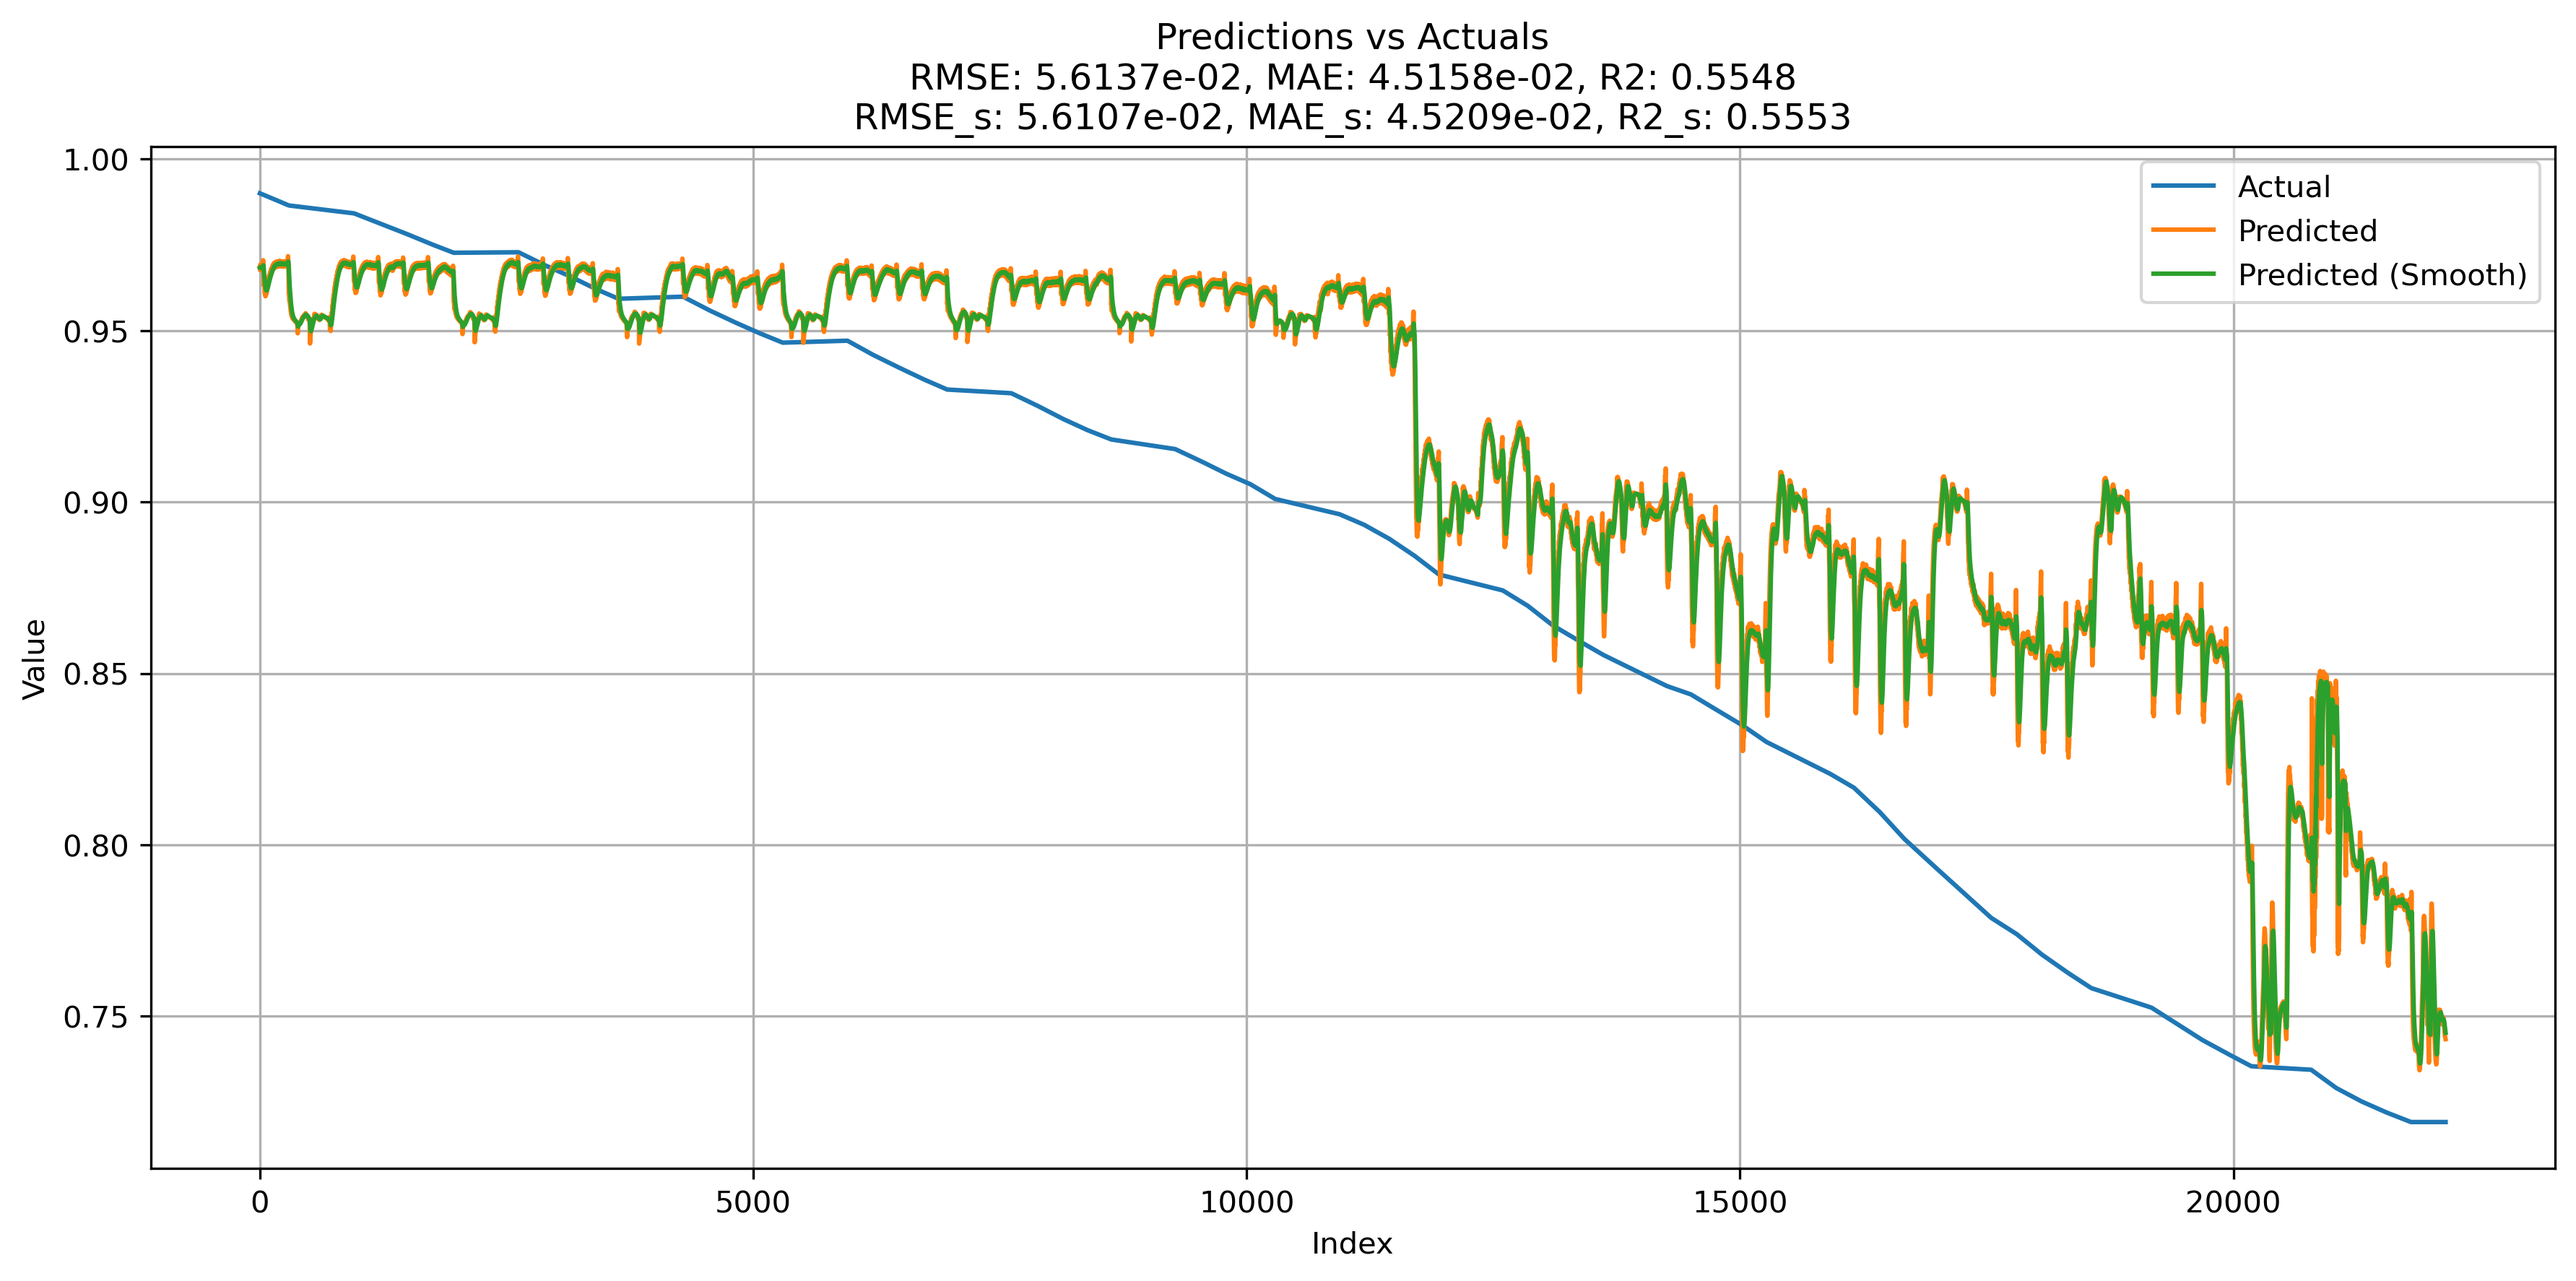 Predictions vs Actuals
RMSE: 5.6137e-02, MAE: 4.5158e-02, R2: 0.5548
RMSE_s: 5.6107e-02, MAE_s: 4.5209e-02, R2_s: 0.5553
1.00
0.95
0.90
0.85
0.80
0.75
Value
Actual
Predicted
Predicted (Smooth)
0
5000
10000
15000
20000
Index